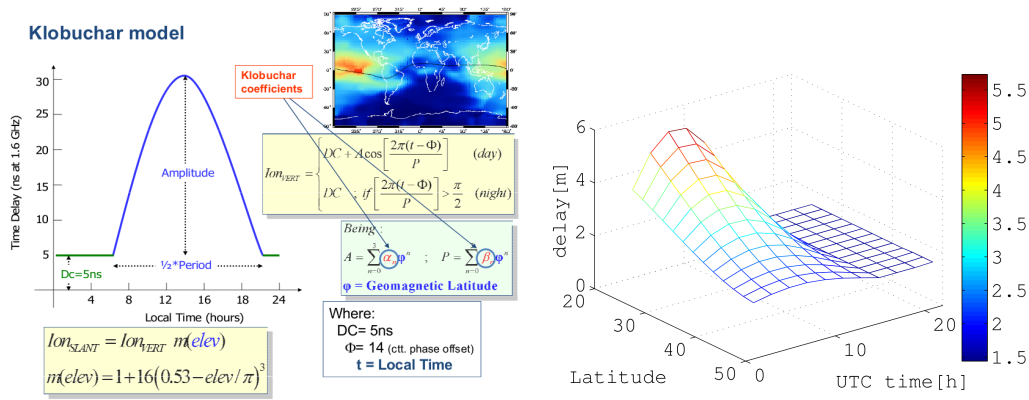 Klobuchar model
Time Delay (ns at 1.6 GHz)
30
25
20
15
10
5
Amplitude
Dc=5ns
½*Period
4 8 12 16 18 24
Local Time (hours)
Klobuchar
coefficients
Ion_VERT = { DC + A cos[2π(t−Φ)/P] (day)
DC ; if [2π(t−Φ)/P] > π/2 (night)
Being :
A = ∑_{n=0}^{3} α_n φ^n ; P = ∑_{n=0}^{3} β_n φ^n
φ = Geomagnetic Latitude
Where:
DC= 5ns
Φ= 14 (ctt. phase offset)
t = Local Time
Ion_SLANT = Ion_VERT m(elev)
m(elev) = 1+16(0.53−elev/π)^3
delay[m]
6
4
2
0
20
30
40
50
Latitude
0
10
20
UTC time[h]
5.5
5
4.5
4
3.5
3
2.5
2
1.5